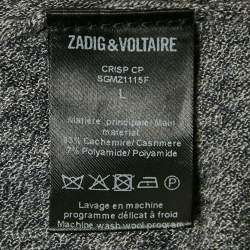 ZADIG & VOLTAIRE
CRISP CP
SGMZ1115F
L
Matière principale/Main
material
93% Cachemire/Cashmere
7% Polyamide/Polyamide
Lavage en machine
programme délicat à froid
Machine wash wool program